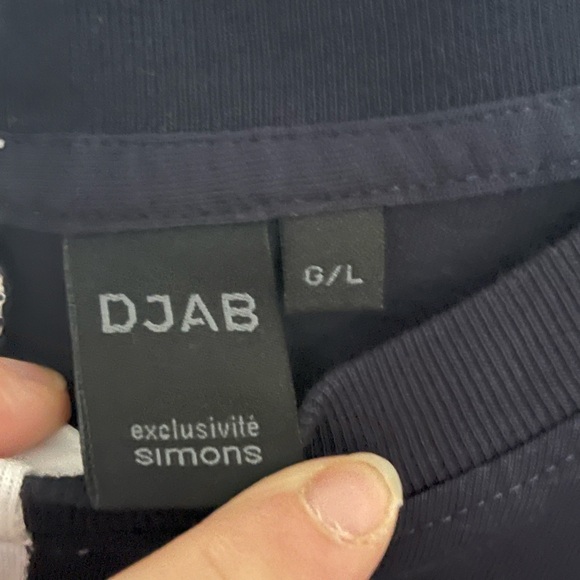 DJAB
exclusivité
simons
G/L